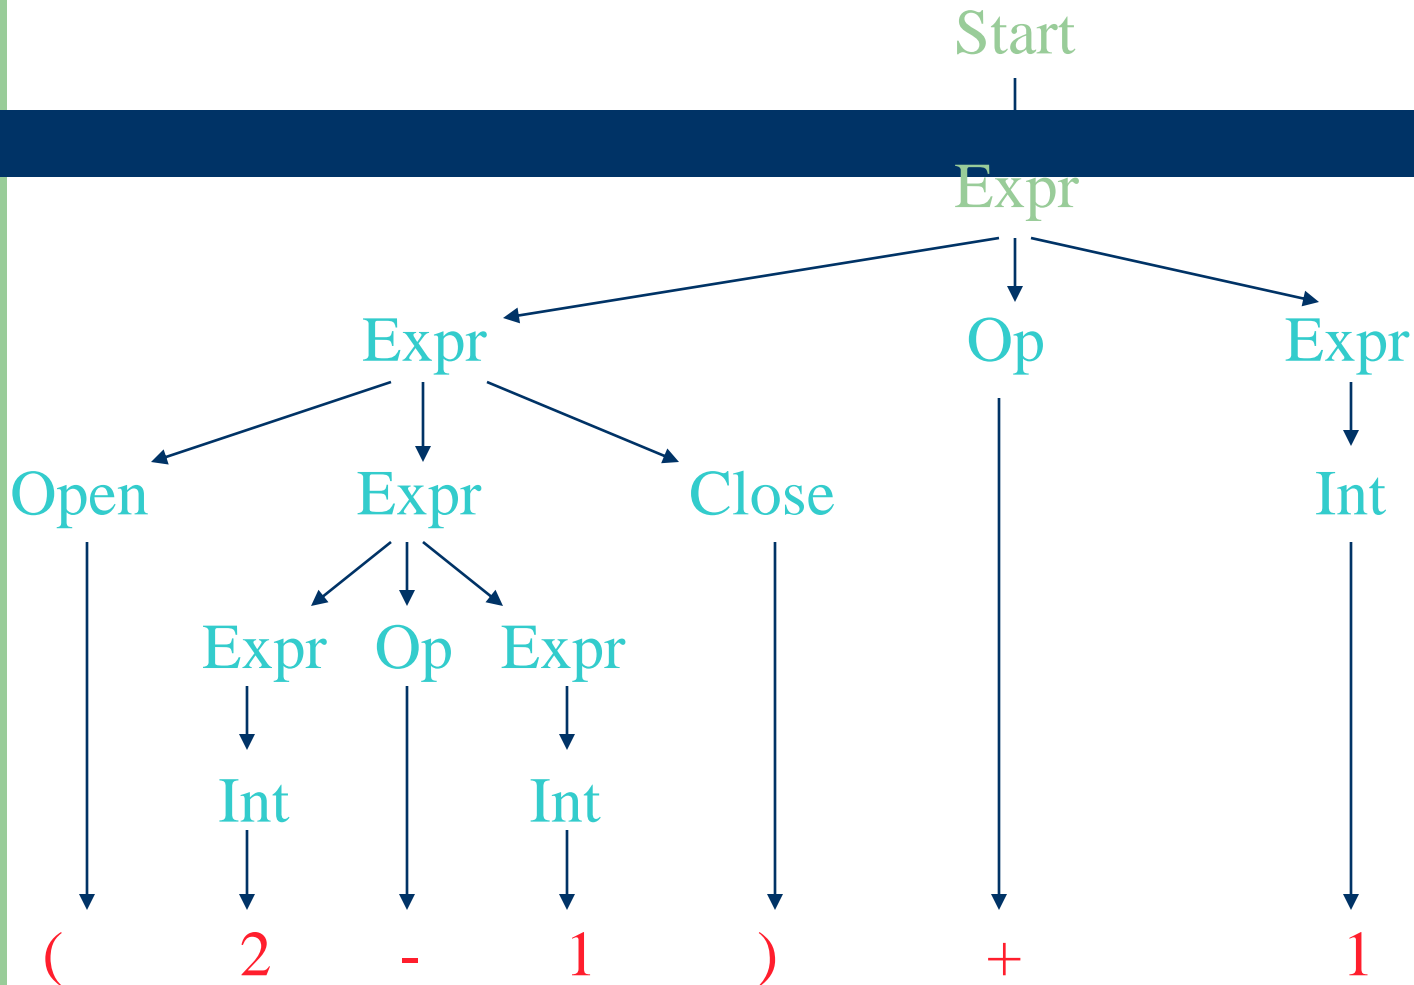 Start
Expr
Expr Op Expr
Open Expr Close Int
Expr Op Expr
Int Int
( 2 - 1 ) + 1